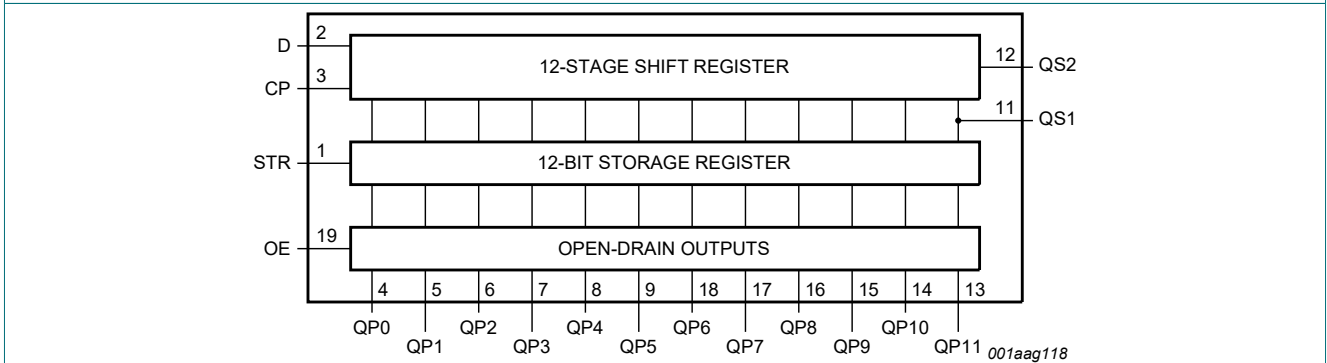 D 2
12-STAGE SHIFT REGISTER
12 QS2
CP 3
11 QS1
STR 1
12-BIT STORAGE REGISTER
OE 19
OPEN-DRAIN OUTPUTS
4 5 6 7 8 9 18 17 16 15 14 13
QP0 QP2 QP4 QP6 QP8 QP10
QP1 QP3 QP5 QP7 QP9 QP11
001aag118